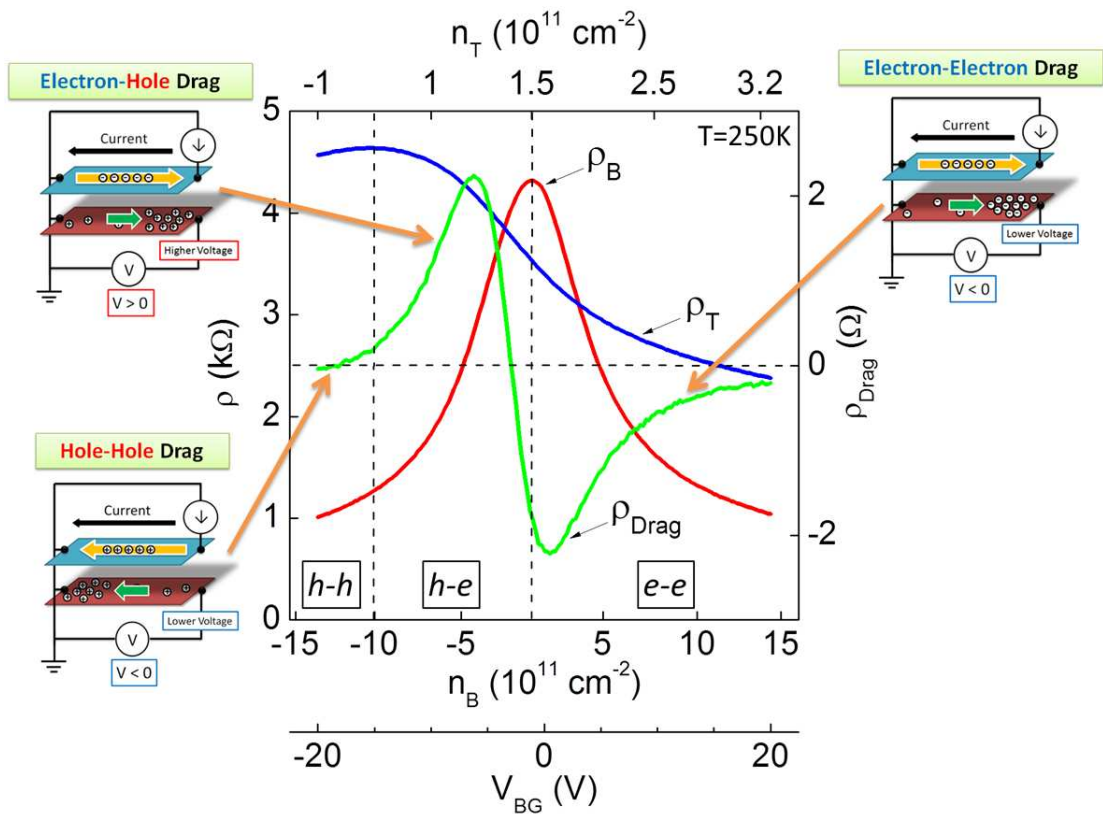 n_T (10^11 cm^-2)
-1 1 1.5 2.5 3.2
Electron-Hole Drag
Current
Higher Voltage
V
V > 0
Electron-Electron Drag
Current
Lower Voltage
V
V < 0
Hole-Hole Drag
Current
Lower Voltage
V
V < 0
T=250K
ρ_B
ρ_T
ρ_Drag
h-h
h-e
e-e
5
4
3
2
1
0
ρ (kΩ)
2
0
-2
ρ_Drag (Ω)
-15 -10 -5 0 5 10 15
n_B (10^11 cm^-2)
-20 0 20
V_BG (V)